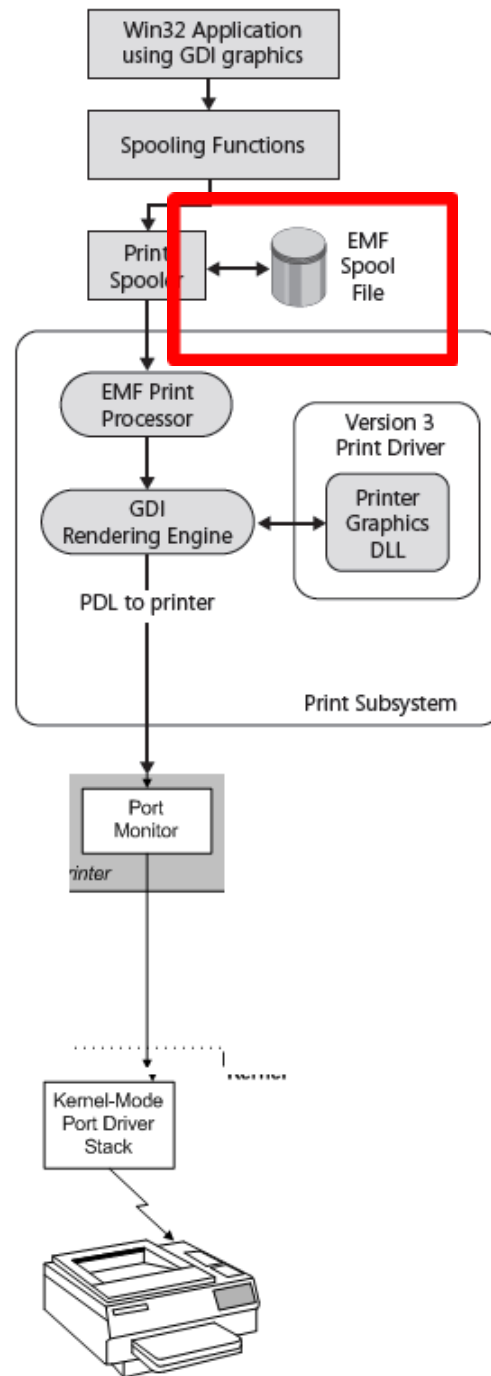 Win32 Application
using GDI graphics
Spooling Functions
Print
Spooler
EMF
Spool
File
EMF Print
Processor
Version 3
Print Driver
GDI
Rendering Engine
Printer
Graphics
DLL
PDL to printer
Print Subsystem
Port
Monitor
rinter
Kernel-Mode
Port Driver
Stack